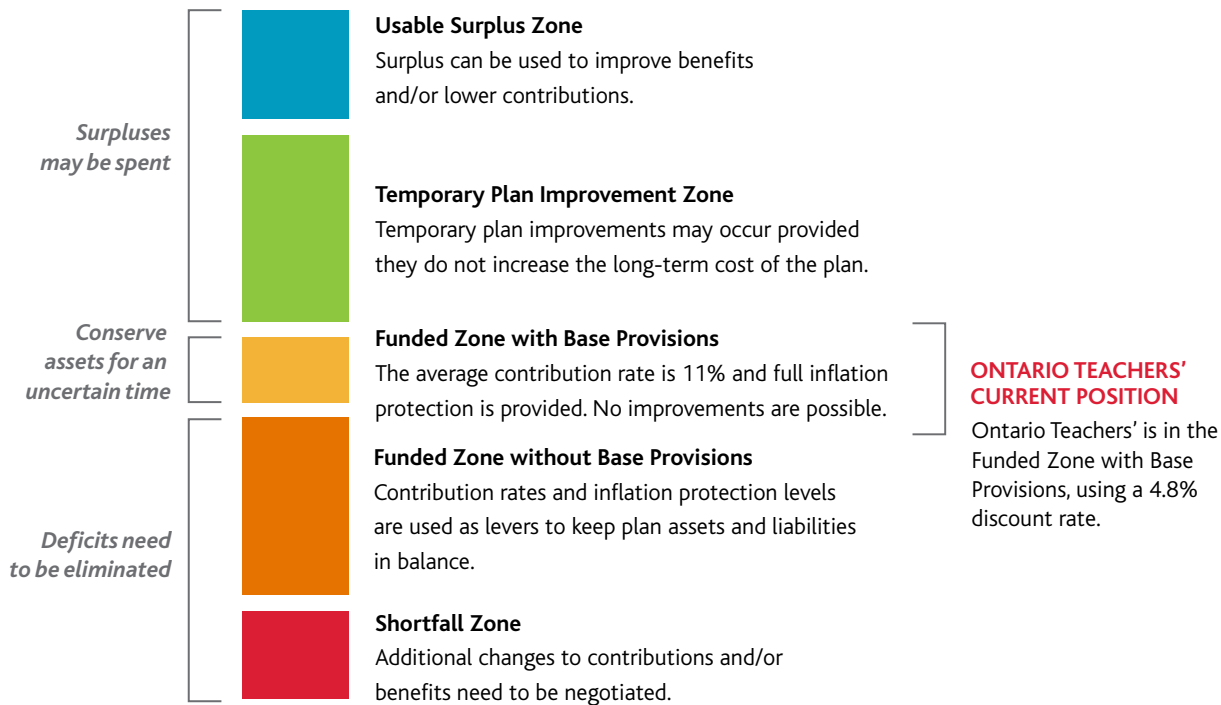 Usable Surplus Zone
Surplus can be used to improve benefits
and/or lower contributions.
Surpluses
may be spent
Temporary Plan Improvement Zone
Temporary plan improvements may occur provided
they do not increase the long-term cost of the plan.
Conserve
assets for an
uncertain time
Funded Zone with Base Provisions
The average contribution rate is 11% and full inflation
protection is provided. No improvements are possible.
ONTARIO TEACHERS’
CURRENT POSITION
Ontario Teachers’ is in the
Funded Zone with Base
Provisions, using a 4.8%
discount rate.
Funded Zone without Base Provisions
Contribution rates and inflation protection levels
are used as levers to keep plan assets and liabilities
in balance.
Deficits need
to be eliminated
Shortfall Zone
Additional changes to contributions and/or
benefits need to be negotiated.